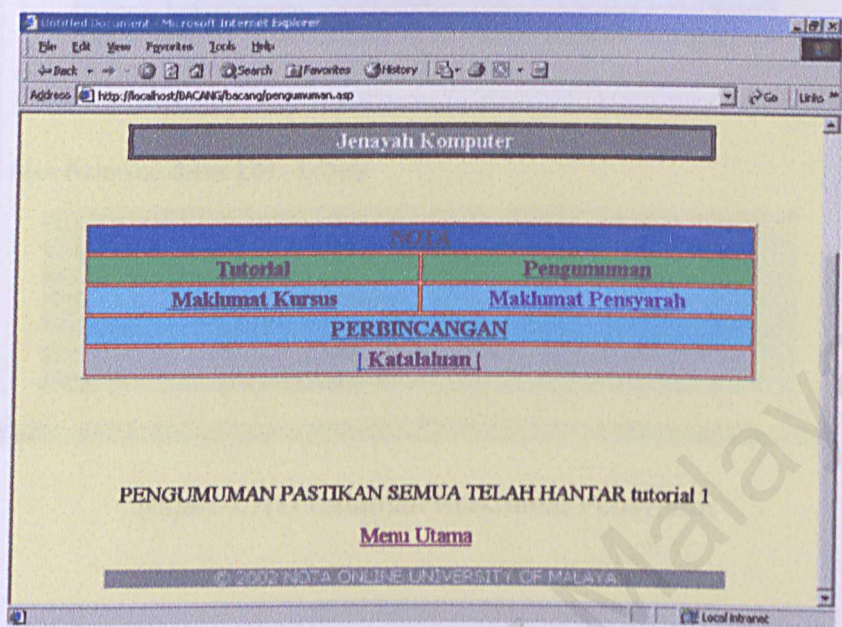 Untitled Document - Microsoft Internet Explorer
File Edit View Favorites Tools Help
Back Search Favorites History
Address http://localhost/BACANG/bacang/pengumuman.asp Go Links
Jenayah Komputer
NOTA
Tutorial Pengumuman
Maklumat Kursus Maklumat Pensyarah
PERBINCANGAN
| Katalaluan |
PENGUMUMAN PASTIKAN SEMUA TELAH HANTAR tutorial 1
Menu Utama
© 2002 NOTA ONLINE UNIVERSITY OF MALAYA
Local intranet
Malaya